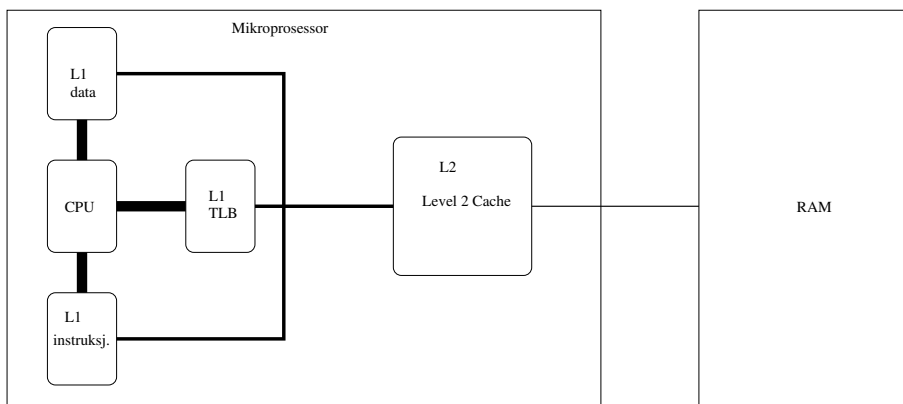 Mikroprosessor
L1
data
CPU
L1
TLB
L1
instruksj.
L2
Level 2 Cache
RAM